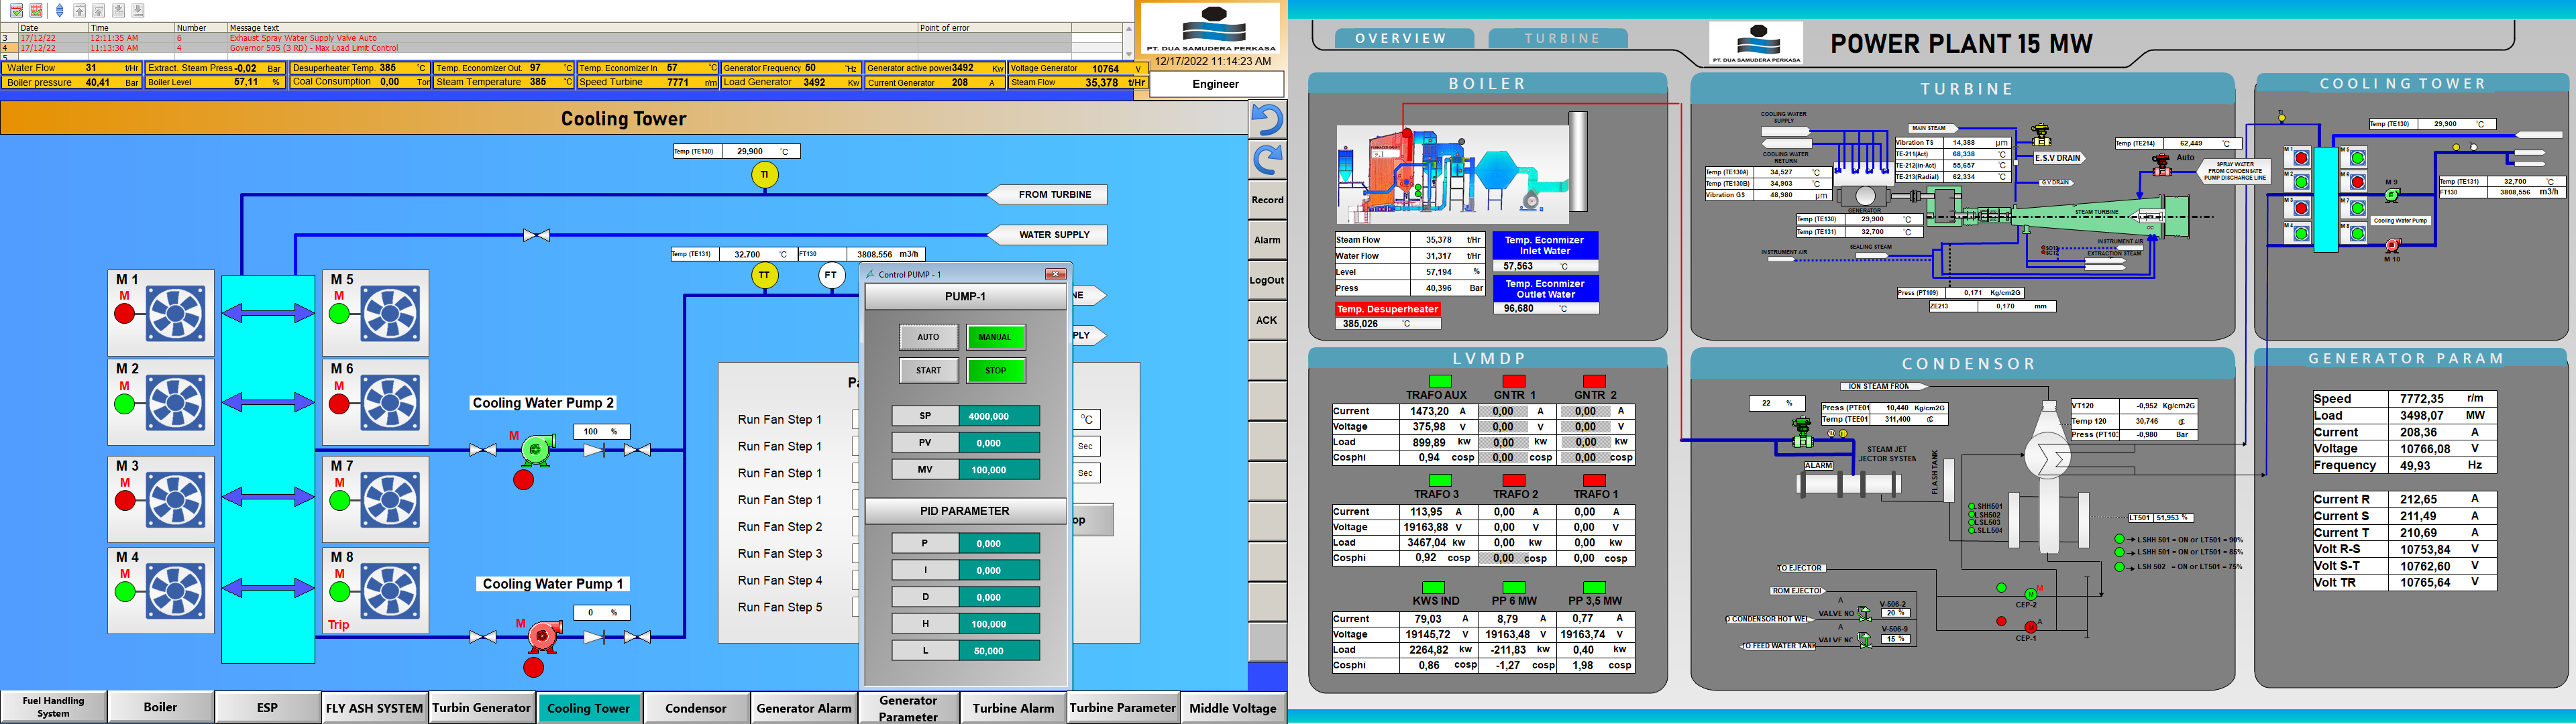 Date Time Number Message text Point of error
3 17/12/22 12:11:35 AM 6 Exhaust Spray Water Supply Valve Auto
4 17/12/22 11:13:30 AM 4 Governor 505 (3 RD) - Max Load Limit Control
5
PT. DUA SAMUDERA PERKASA
12/17/2022 11:14:23 AM
Engineer
Water Flow 31 t/Hr Extract. Steam Press -0,02 Bar Desuperheater Temp. 385 °C Temp. Economizer Out. 97 °C Temp. Economizer In 57 °C Generator Frequency 50 Hz Generator active power 3492 Kw Voltage Generator 10764 V
Boiler pressure 40,41 Bar Boiler Level 57,11 % Coal Consumption 0,00 Ton Steam Temperature 385 °C Speed Turbine 7771 r/m Load Generator 3492 Kw Current Generator 208 A Steam Flow 35,378 t/Hr
Cooling Tower
Temp (TE130) 29,900 °C
TI
FROM TURBINE
WATER SUPPLY
Temp (TE131) 32,700 °C FT130 3808,556 m3/h
TT FT
M 1
M
M 2
M
M 3
M
M 4
M
M 5
M
M 6
M
M 7
M
M 8
M
Trip
Cooling Water Pump 2
M
100 %
Cooling Water Pump 1
M
0 %
NE
PLY
Pa
Run Fan Step 1 °C
Run Fan Step 1 Sec
Run Fan Step 1 Sec
Run Fan Step 1
Run Fan Step 2 op
Run Fan Step 3
Run Fan Step 4
Run Fan Step 5
Control PUMP - 1
PUMP-1
AUTO MANUAL
START STOP
SP 4000,000
PV 0,000
MV 100,000
PID PARAMETER
P 0,000
I 0,000
D 0,000
H 100,000
L 50,000
Record
Alarm
LogOut
ACK
Fuel Handling System
Boiler
ESP
FLY ASH SYSTEM
Turbin Generator
Cooling Tower
Condensor
Generator Alarm
Generator Parameter
Turbine Alarm
Turbine Parameter
Middle Voltage
OVERVIEW
TURBINE
PT. DUA SAMUDERA PERKASA
POWER PLANT 15 MW
BOILER
Steam Flow 35,378 t/Hr
Water Flow 31,317 t/Hr
Level 57,194 %
Press 40,396 Bar
Temp. Desuperheater
385,026 °C
Temp. Econmizer
Inlet Water
57,563 °C
Temp. Econmizer
Outlet Water
96,680 °C
TURBINE
COOLING WATER
SUPPLY
COOLING WATER
RETURN
Temp (TE130A) 34,527 °C
Temp (TE130B) 34,903 °C
Vibration GS 48,980 µm
MAIN STEAM
Vibration TS 14,388 µm
TE-211(Act) 68,338 °C
TE-212(in-Act) 55,657 °C
TE-213(Radial) 62,334 °C
E.S.V DRAIN
G.V DRAIN
Temp (TE214) 62,449 °C
Auto
SPRAY WATER
FROM CONDENSATE
PUMP DISCHARGE LINE
GENERATOR
STEAM TURBINE
Temp (TE130) 29,900 °C
Temp (TE131) 32,700 °C
INSTRUMENT AIR
SEALING STEAM
INSTRUMENT AIR
EXTRACTION STEAM
Press (PT109) 0,171 Kg/cm2G
ZE213 0,170 mm
COOLING TOWER
TI
Temp (TE130) 29,900 °C
M 1 M 5
M 2 M 6
M 3 M 7
M 4 M 8
M 9
Cooling Water Pump
M 10
Temp (TE131) 32,700 °C
FT130 3808,556 m3/h
LVMDP
TRAFO AUX GNTR 1 GNTR 2
Current 1473,20 A 0,00 A 0,00 A
Voltage 375,98 V 0,00 V 0,00 V
Load 899,89 kw 0,00 kw 0,00 kw
Cosphi 0,94 cosp 0,00 cosp 0,00 cosp
TRAFO 3 TRAFO 2 TRAFO 1
Current 113,95 A 0,00 A 0,00 A
Voltage 19163,88 V 0,00 V 0,00 V
Load 3467,04 kw 0,00 kw 0,00 kw
Cosphi 0,92 cosp 0,00 cosp 0,00 cosp
KWS IND PP 6 MW PP 3,5 MW
Current 79,03 A 8,79 A 0,77 A
Voltage 19145,72 V 19163,48 V 19163,74 V
Load 2264,82 kw -211,83 kw 0,40 kw
Cosphi 0,86 cosp -1,27 cosp 1,98 cosp
CONDENSOR
ION STEAM FROM
22 %
Press (PTE01 10,440 Kg/cm2G
Temp (TEE01 311,400 °C
VT120 -0,952 Kg/cm2G
Temp 120 30,746 °C
Press (PT103 -0,980 Bar
STEAM JET
JECTOR SYSTEM
ALARM
FLASH TANK
LSHH501
LSH502
LSL503
LSLL504
LT501 51,953 %
LSHH 501 = ON or LT501 = 90%
LSHH 501 = ON or LT501 = 85%
LSH 502 = ON or LT501 = 75%
TO EJECTOR
ROM EJECTOR
A
VALVE NO V-506-2
20 %
O CONDENSOR HOT WEL
A
V-506-9
VALVE NO 15 %
TO FEED WATER TANK
M
CEP-2
A
CEP-1
GENERATOR PARAM
Speed 7772,35 r/m
Load 3498,07 MW
Current 208,36 A
Voltage 10766,08 V
Frequency 49,93 Hz
Current R 212,65 A
Current S 211,49 A
Current T 210,69 A
Volt R-S 10753,84 V
Volt S-T 10762,60 V
Volt TR 10765,64 V